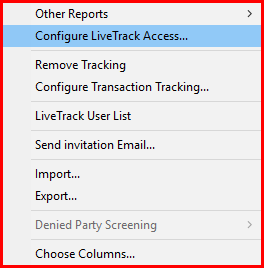 Other Reports
Configure LiveTrack Access...
Remove Tracking
Configure Transaction Tracking...
LiveTrack User List
Send invitation Email...
Import...
Export...
Denied Party Screening
Choose Columns...